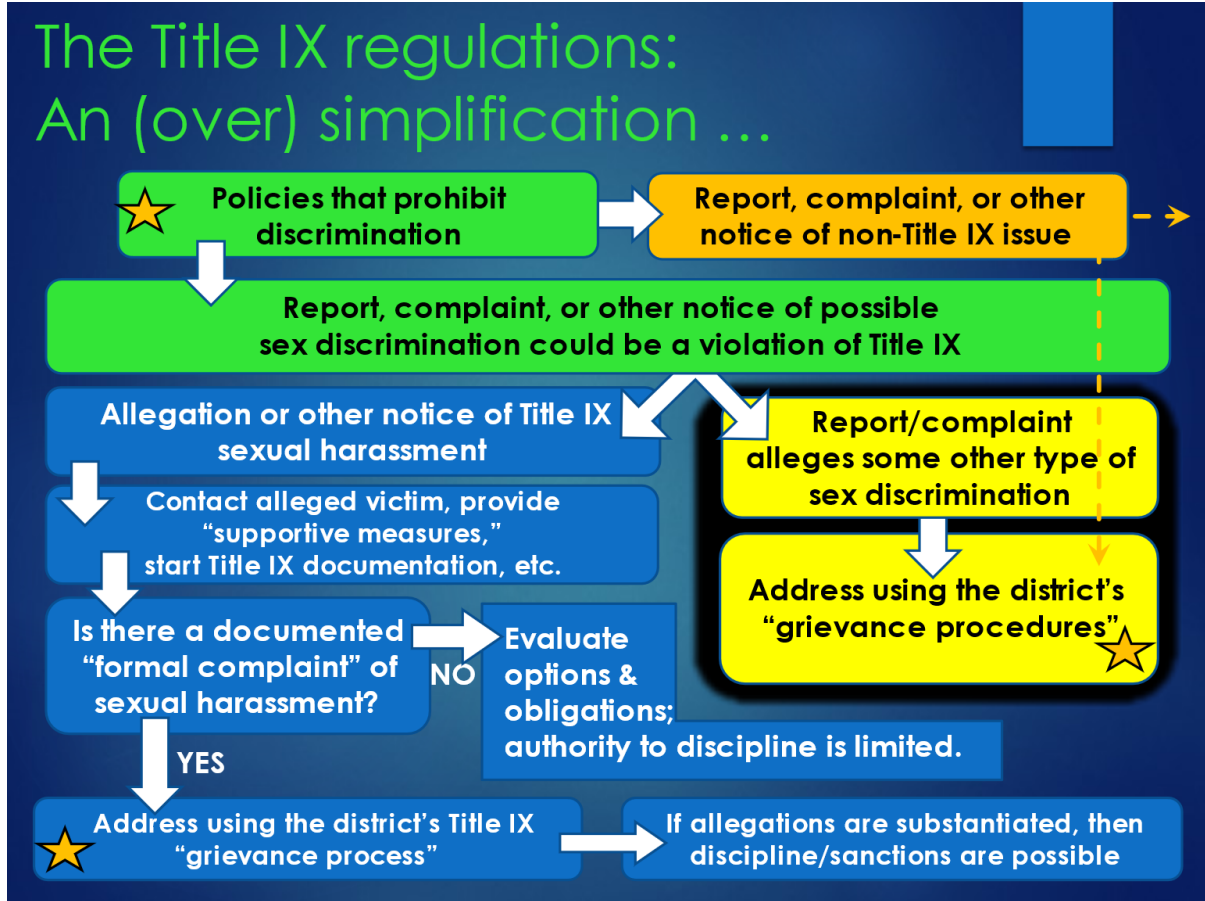 The Title IX regulations:
An (over) simplification …
Policies that prohibit
discrimination
Report, complaint, or other
notice of non-Title IX issue
Report, complaint, or other notice of possible
sex discrimination could be a violation of Title IX
Allegation or other notice of Title IX
sexual harassment
Report/complaint
alleges some other type of
sex discrimination
Contact alleged victim, provide
“supportive measures,”
start Title IX documentation, etc.
Address using the district’s
“grievance procedures”
Is there a documented
“formal complaint” of
sexual harassment?
NO
Evaluate
options &
obligations;
authority to discipline is limited.
YES
Address using the district’s Title IX
“grievance process”
If allegations are substantiated, then
discipline/sanctions are possible